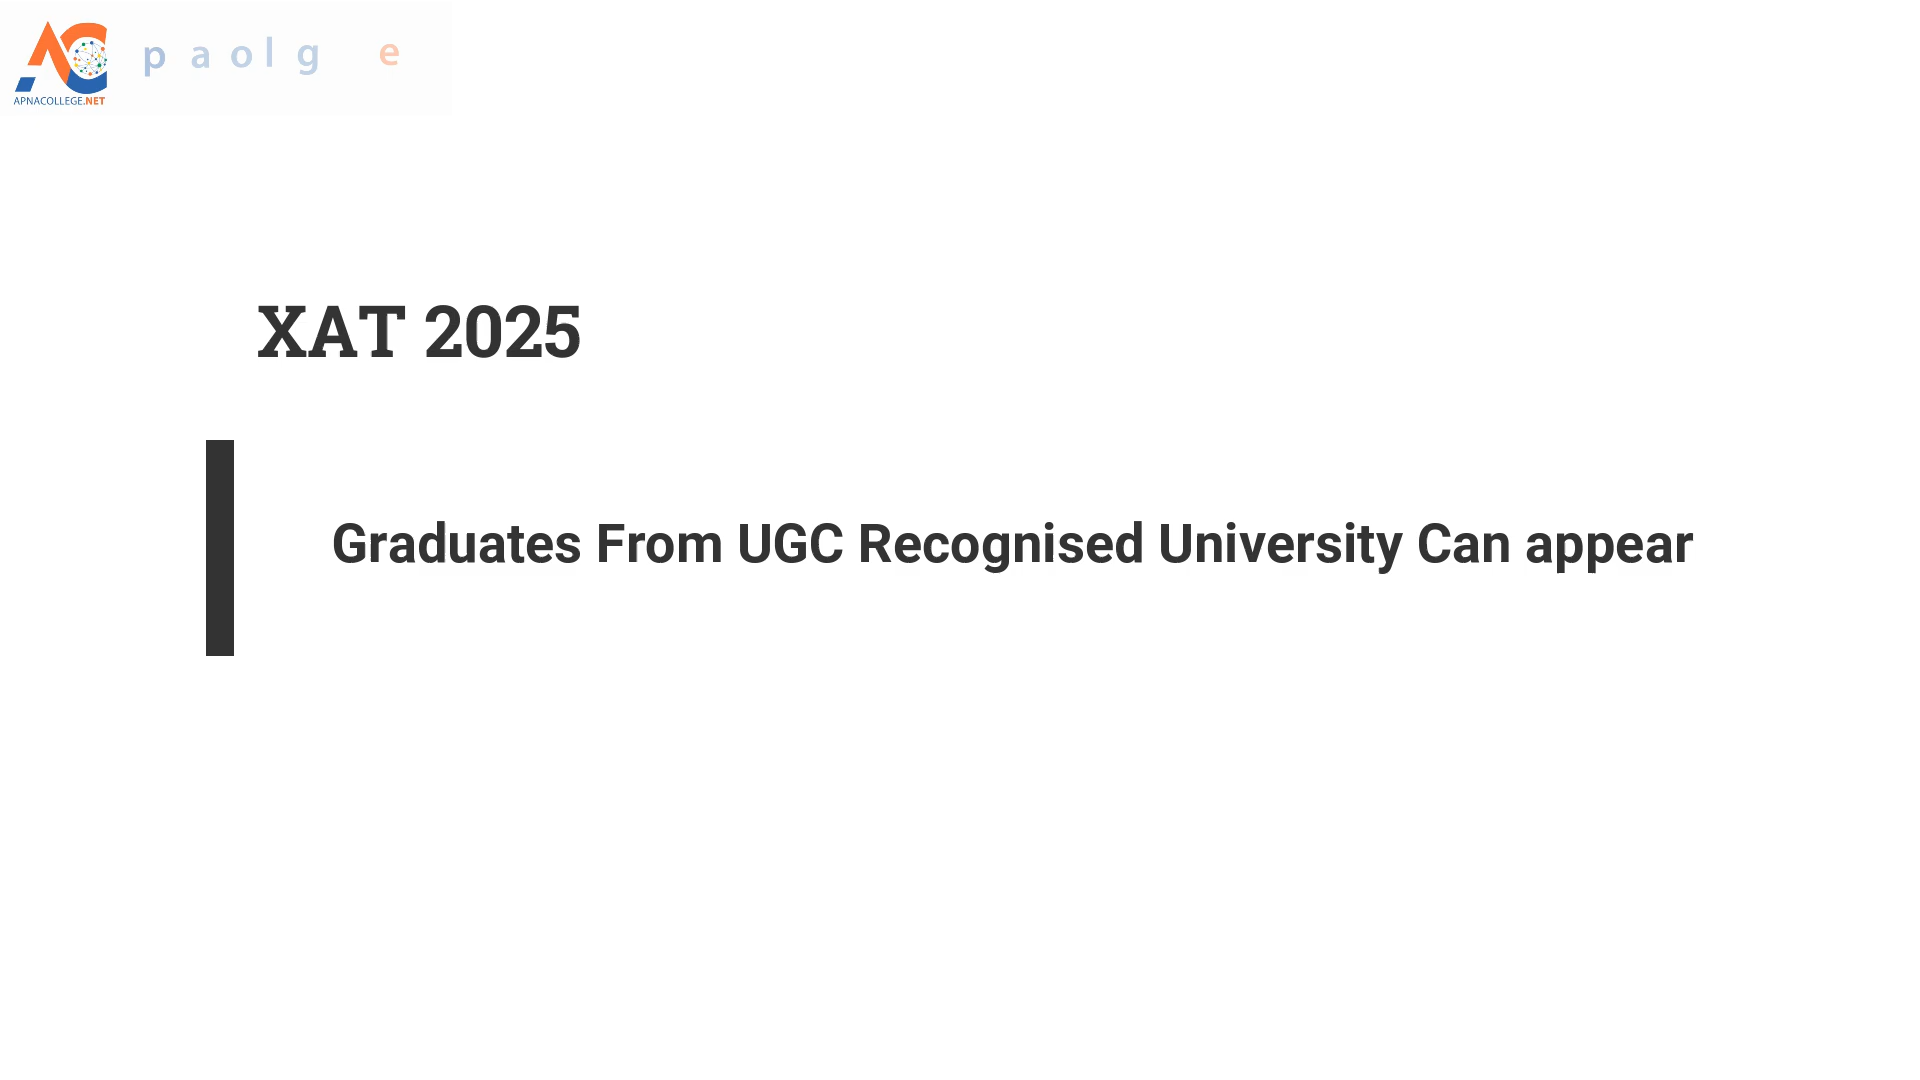 APNACOLLEGE.NET
p a o l g e
XAT 2025
Graduates From UGC Recognised University Can appear